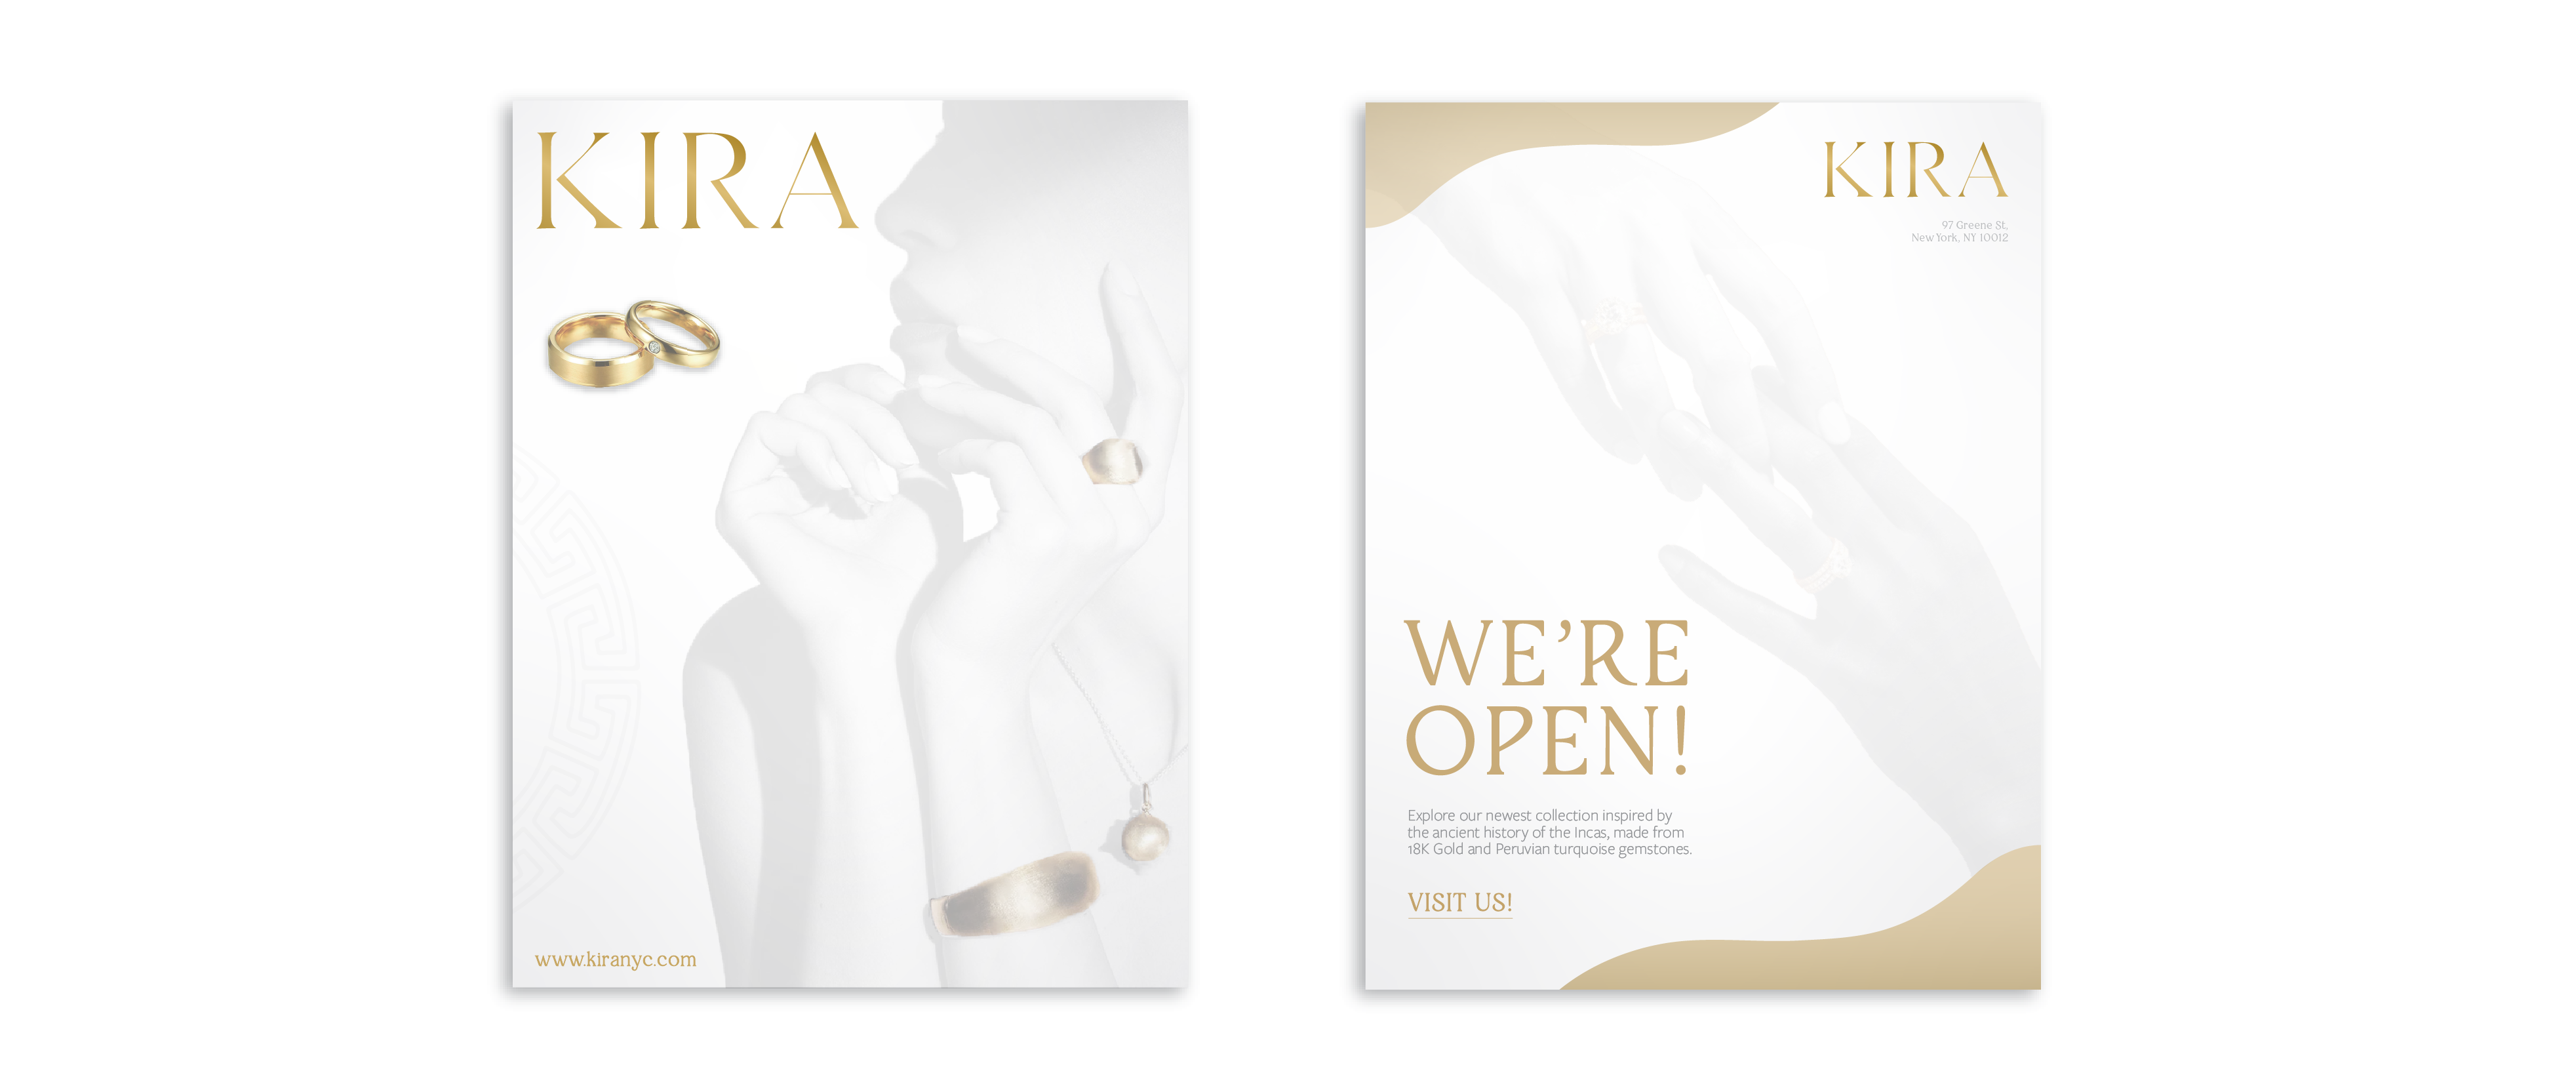 KIRA
www.kiranyc.com
KIRA
97 Greene St,
New York, NY 10012
WE’RE
OPEN!
Explore our newest collection inspired by
the ancient history of the Incas, made from
18K Gold and Peruvian turquoise gemstones.
VISIT US!